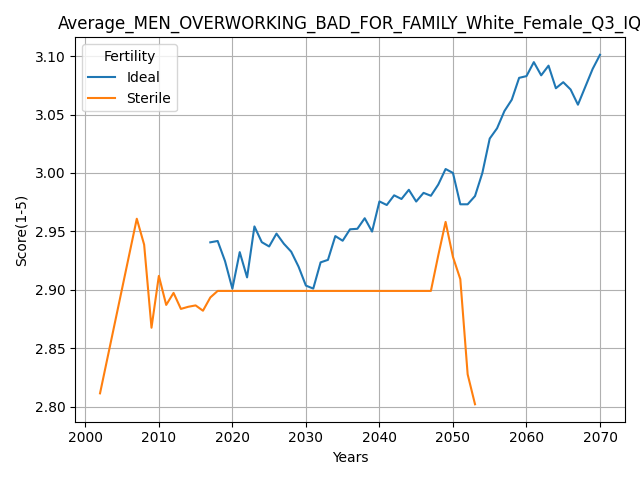 Average_MEN_OVERWORKING_BAD_FOR_FAMILY_White_Female_Q3_IQ
Fertility
Ideal
Sterile
Score(1-5)
3.10
3.05
3.00
2.95
2.90
2.85
2.80
2000 2010 2020 2030 2040 2050 2060 2070
Years